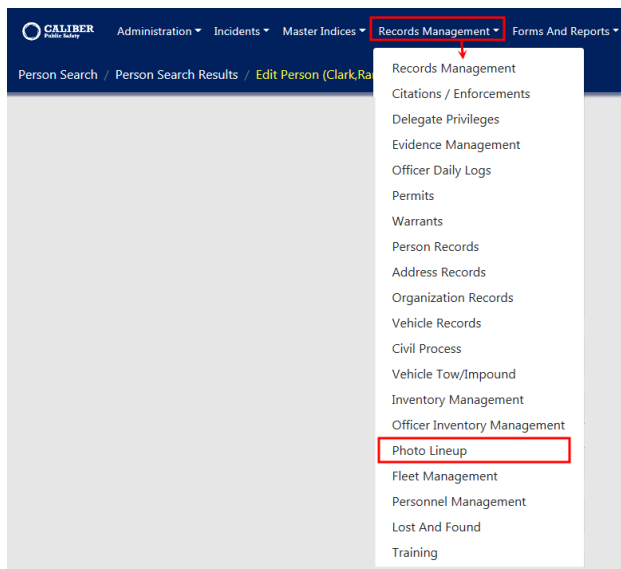 CALIBER
Public Safety
Administration Incidents Master Indices Records Management Forms And Reports
Person Search / Person Search Results / Edit Person (Clark,Ra
Records Management
Citations / Enforcements
Delegate Privileges
Evidence Management
Officer Daily Logs
Permits
Warrants
Person Records
Address Records
Organization Records
Vehicle Records
Civil Process
Vehicle Tow/Impound
Inventory Management
Officer Inventory Management
Photo Lineup
Fleet Management
Personnel Management
Lost And Found
Training